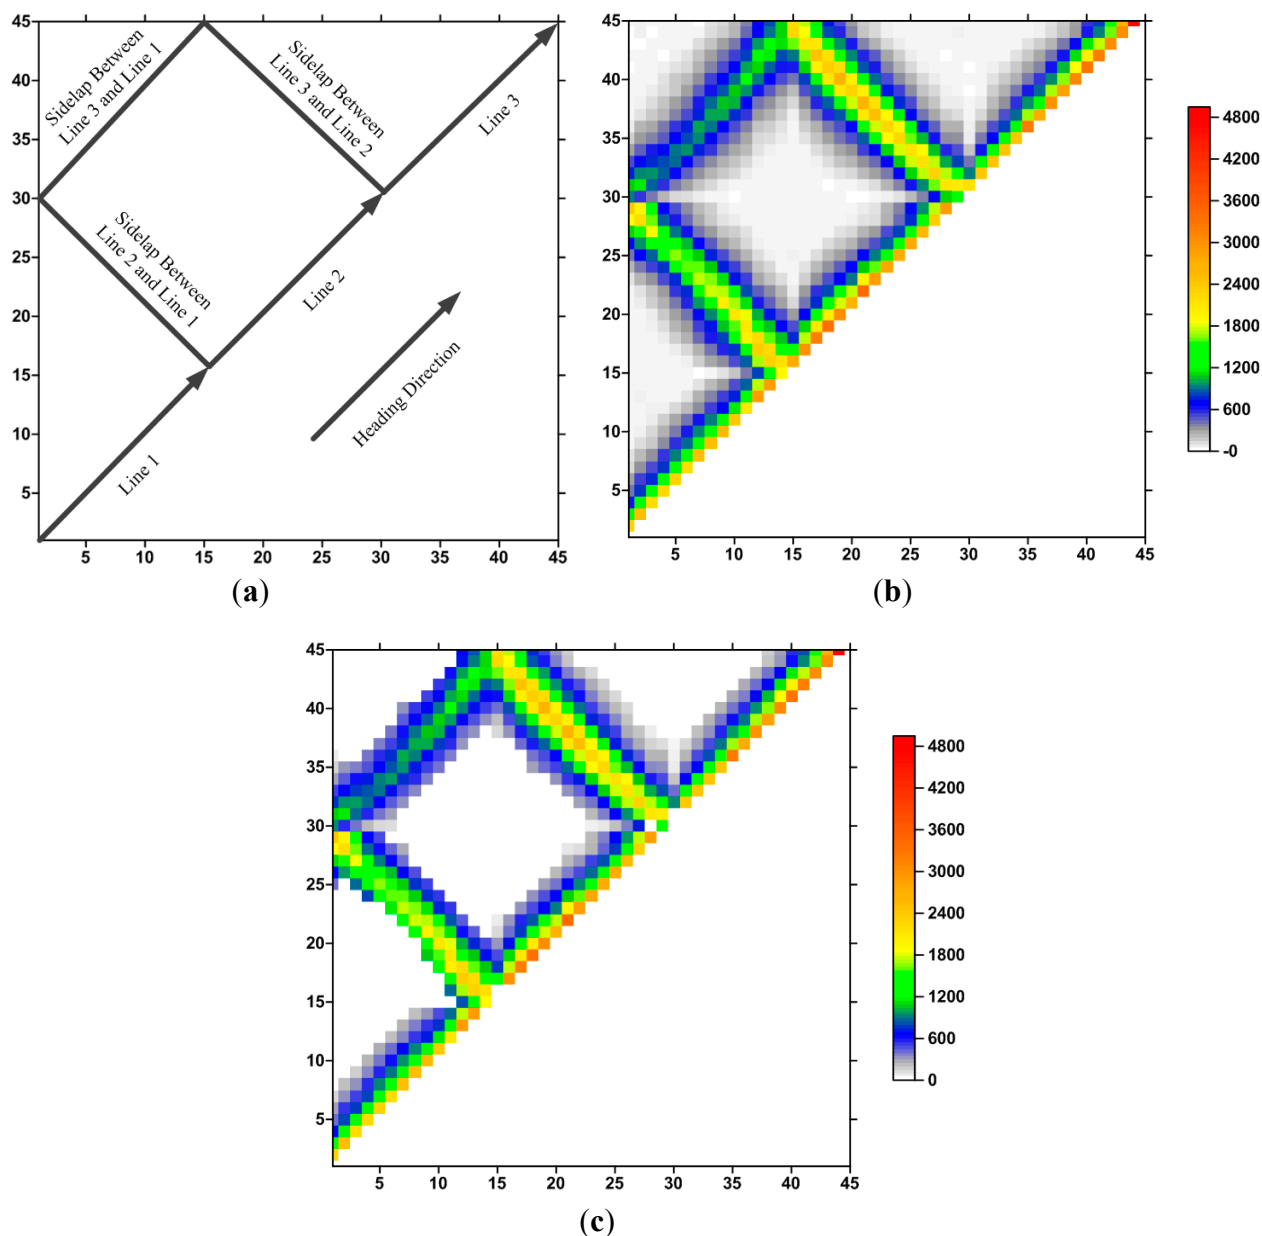 45
40
35
30
25
20
15
10
5
5 10 15 20 25 30 35 40 45
Sidelap Between
Line 3 and Line 1
Sidelap Between
Line 3 and Line 2
Sidelap Between
Line 2 and Line 1
Line 1
Line 2
Line 3
Heading Direction
(a)
45
40
35
30
25
20
15
10
5
5 10 15 20 25 30 35 40 45
4800
4200
3600
3000
2400
1800
1200
600
-0
(b)
45
40
35
30
25
20
15
10
5
5 10 15 20 25 30 35 40 45
4800
4200
3600
3000
2400
1800
1200
600
0
(c)